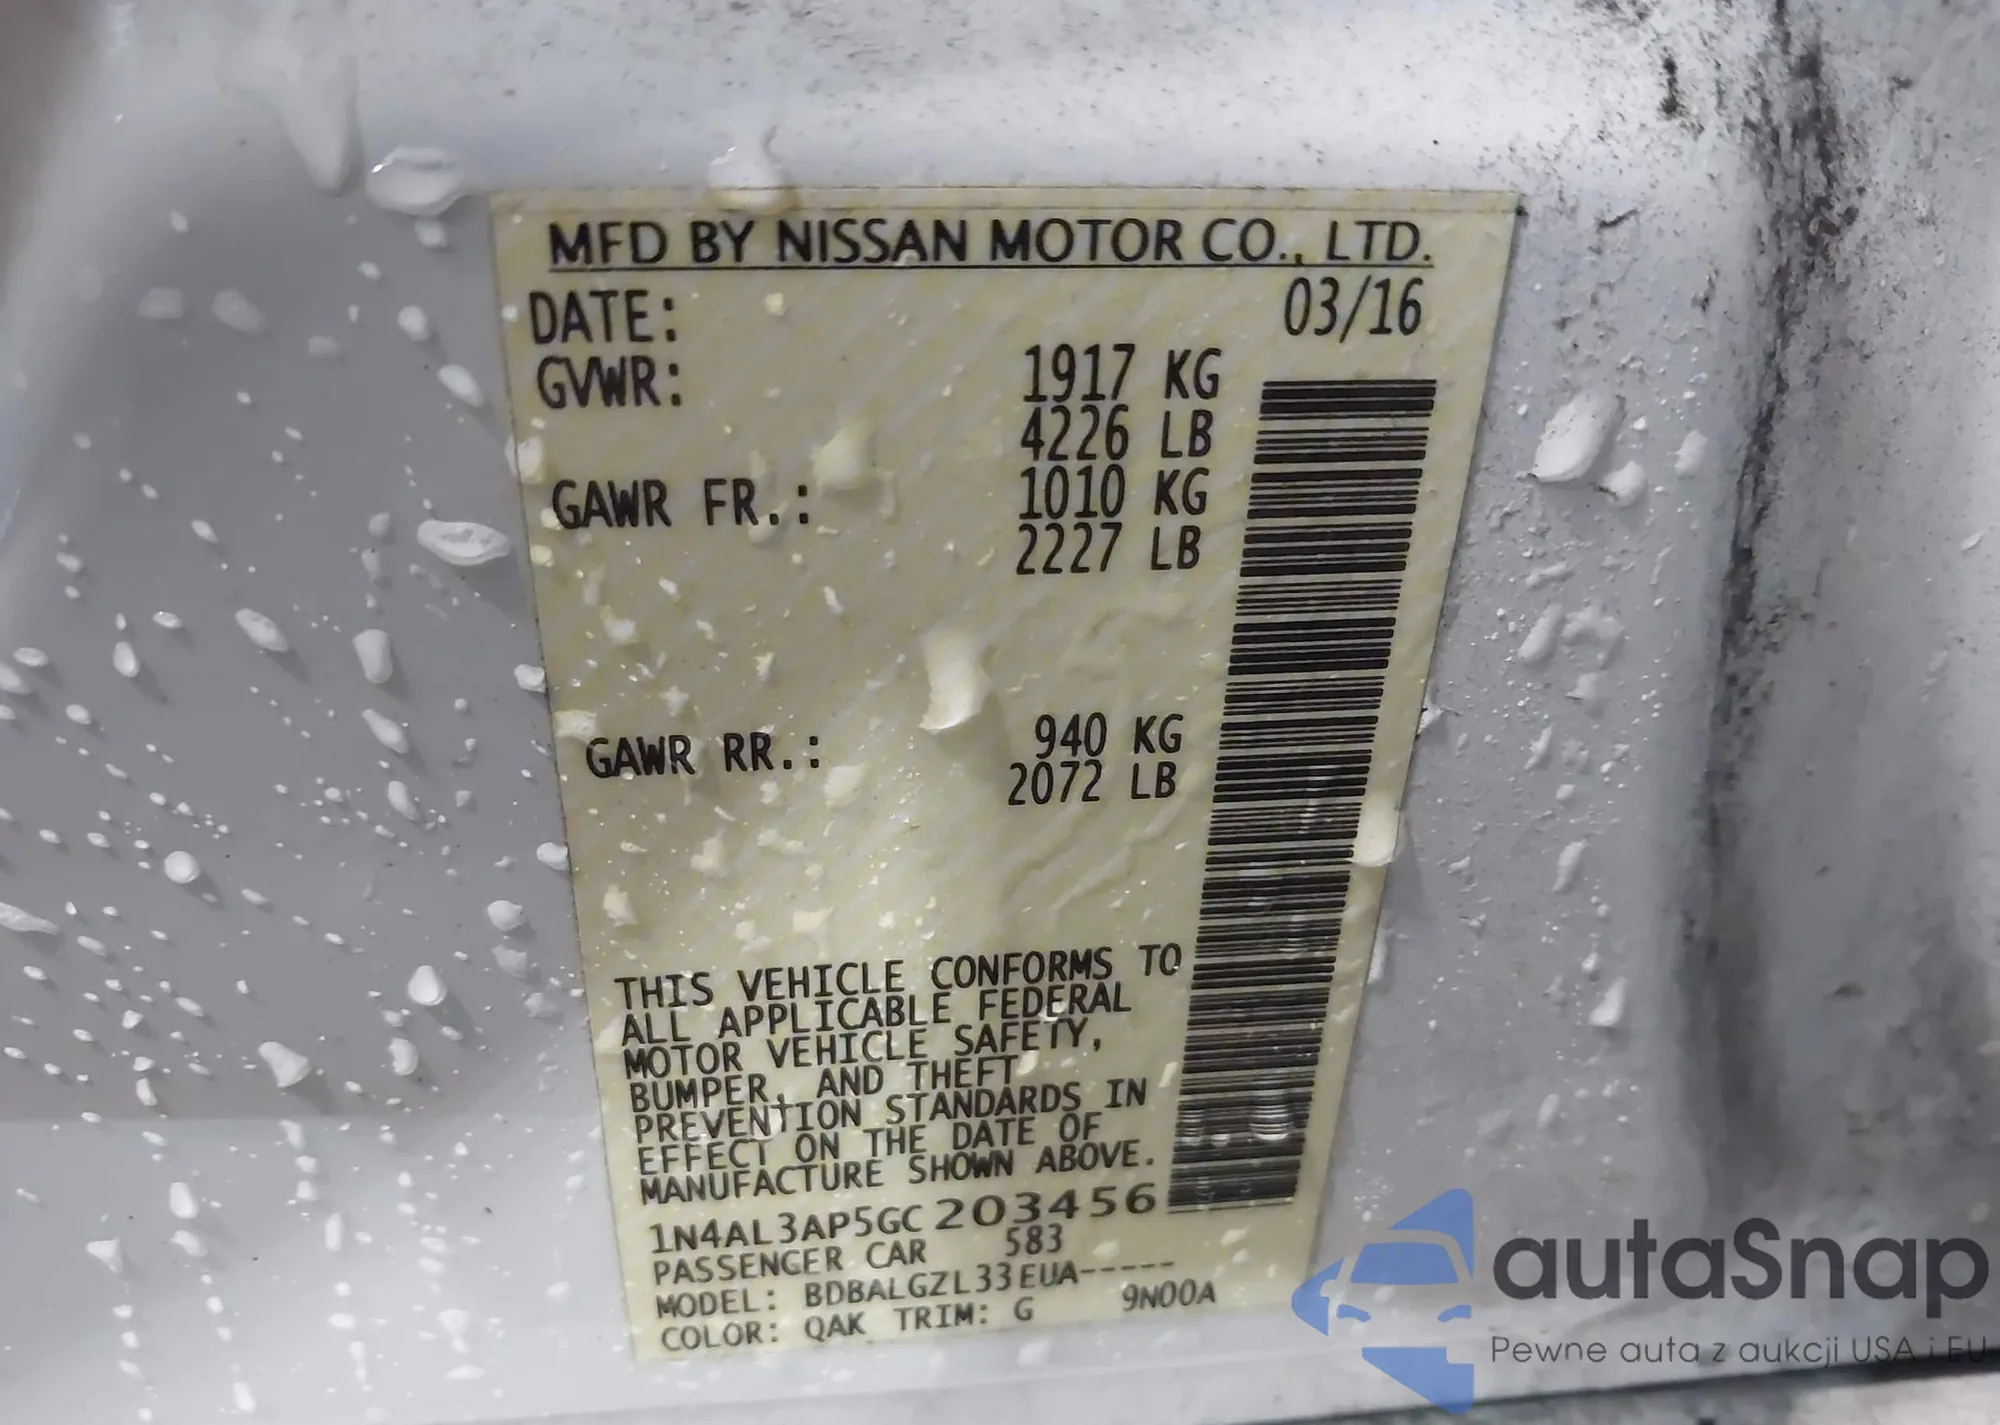 MFD BY NISSAN MOTOR CO., LTD.
DATE: 03/16
GVWR: 1917 KG
4226 LB
GAWR FR.: 1010 KG
2227 LB
GAWR RR.: 940 KG
2072 LB
THIS VEHICLE CONFORMS TO
ALL APPLICABLE FEDERAL
MOTOR VEHICLE SAFETY,
BUMPER, AND THEFT
PREVENTION STANDARDS IN
EFFECT ON THE DATE OF
MANUFACTURE SHOWN ABOVE.
1N4AL3AP5GC203456
PASSENGER CAR 583
MODEL: BDBALGZL33EUA-----
COLOR: QAK TRIM: G 9N00A
autaSnap
Pewne auta z aukcji USA i EU